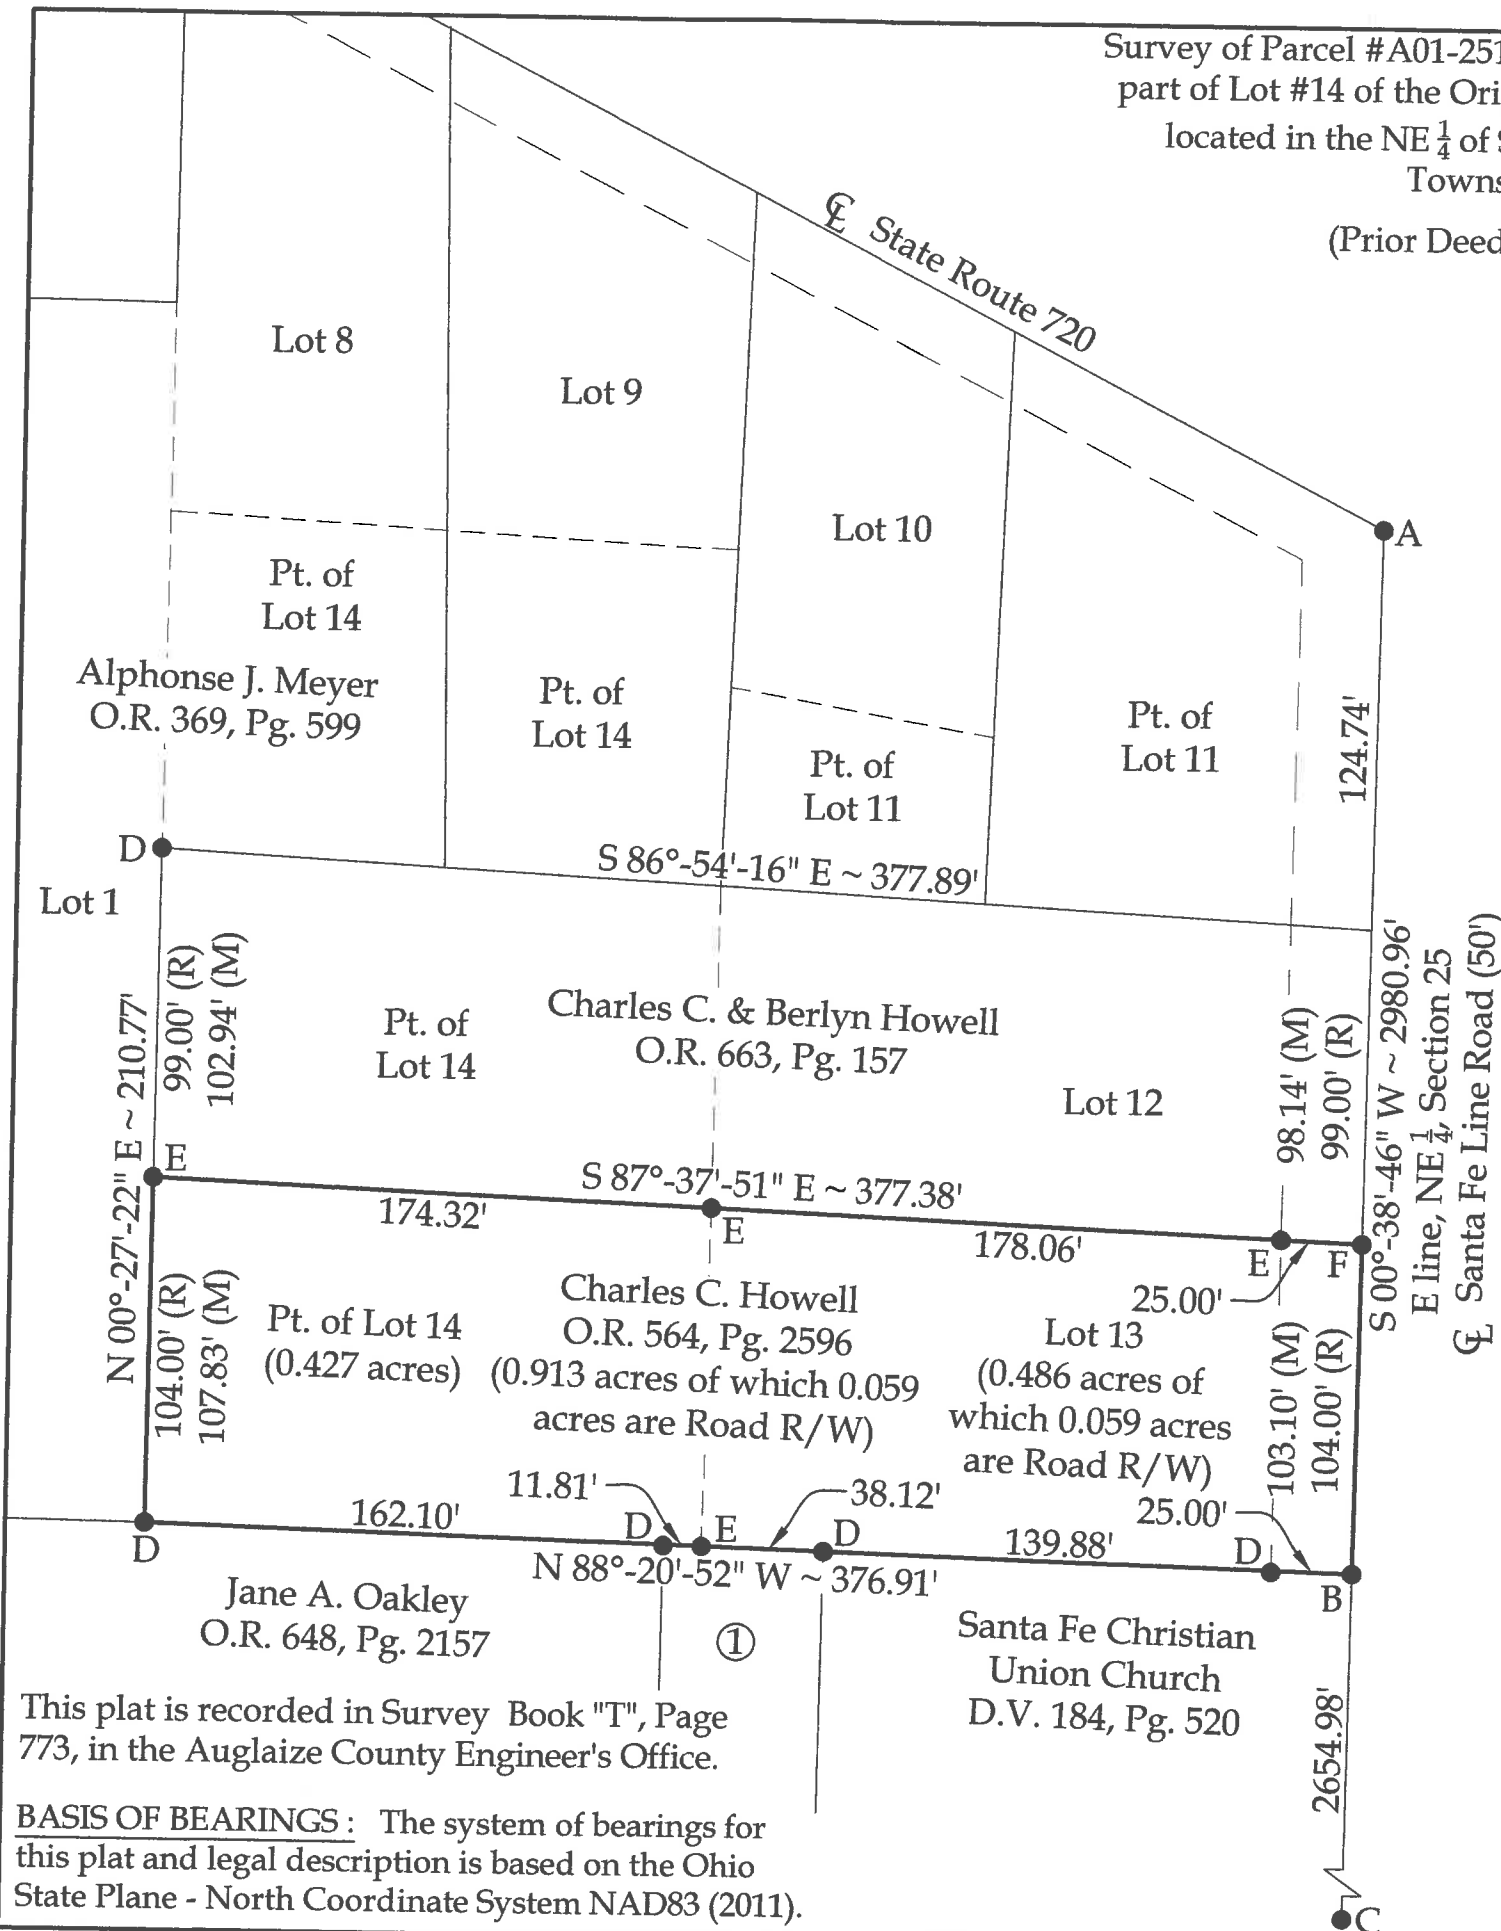 Survey of Parcel #A01-251
part of Lot #14 of the Ori
located in the NE 1/4 of
Towns
(Prior Deed
℄ State Route 720
Lot 8
Lot 9
Lot 10
A
Pt. of
Lot 14
Alphonse J. Meyer
O.R. 369, Pg. 599
Pt. of
Lot 14
Pt. of
Lot 11
Pt. of
Lot 11
124.74'
D
S 86°-54'-16" E ~ 377.89'
Lot 1
99.00' (R)
102.94' (M)
N 00°-27'-22" E ~ 210.77'
Pt. of
Lot 14
Charles C. & Berlyn Howell
O.R. 663, Pg. 157
Lot 12
98.14' (M)
99.00' (R)
S 00°-38'-46" W ~ 2980.96'
E line, NE 1/4, Section 25
℄ Santa Fe Line Road (50')
E
S 87°-37'-51" E ~ 377.38'
174.32'
E
178.06'
E
F
25.00'
104.00' (R)
107.83' (M)
Pt. of Lot 14
(0.427 acres)
Charles C. Howell
O.R. 564, Pg. 2596
(0.913 acres of which 0.059
acres are Road R/W)
Lot 13
(0.486 acres of
which 0.059 acres
are Road R/W)
103.10' (M)
104.00' (R)
11.81'
38.12'
25.00'
162.10'
D
E
D
139.88'
D
D
N 88°-20'-52" W ~ 376.91'
B
Jane A. Oakley
O.R. 648, Pg. 2157
①
Santa Fe Christian
Union Church
D.V. 184, Pg. 520
2654.98'
This plat is recorded in Survey Book "T", Page
773, in the Auglaize County Engineer's Office.
BASIS OF BEARINGS : The system of bearings for
this plat and legal description is based on the Ohio
State Plane - North Coordinate System NAD83 (2011).
C